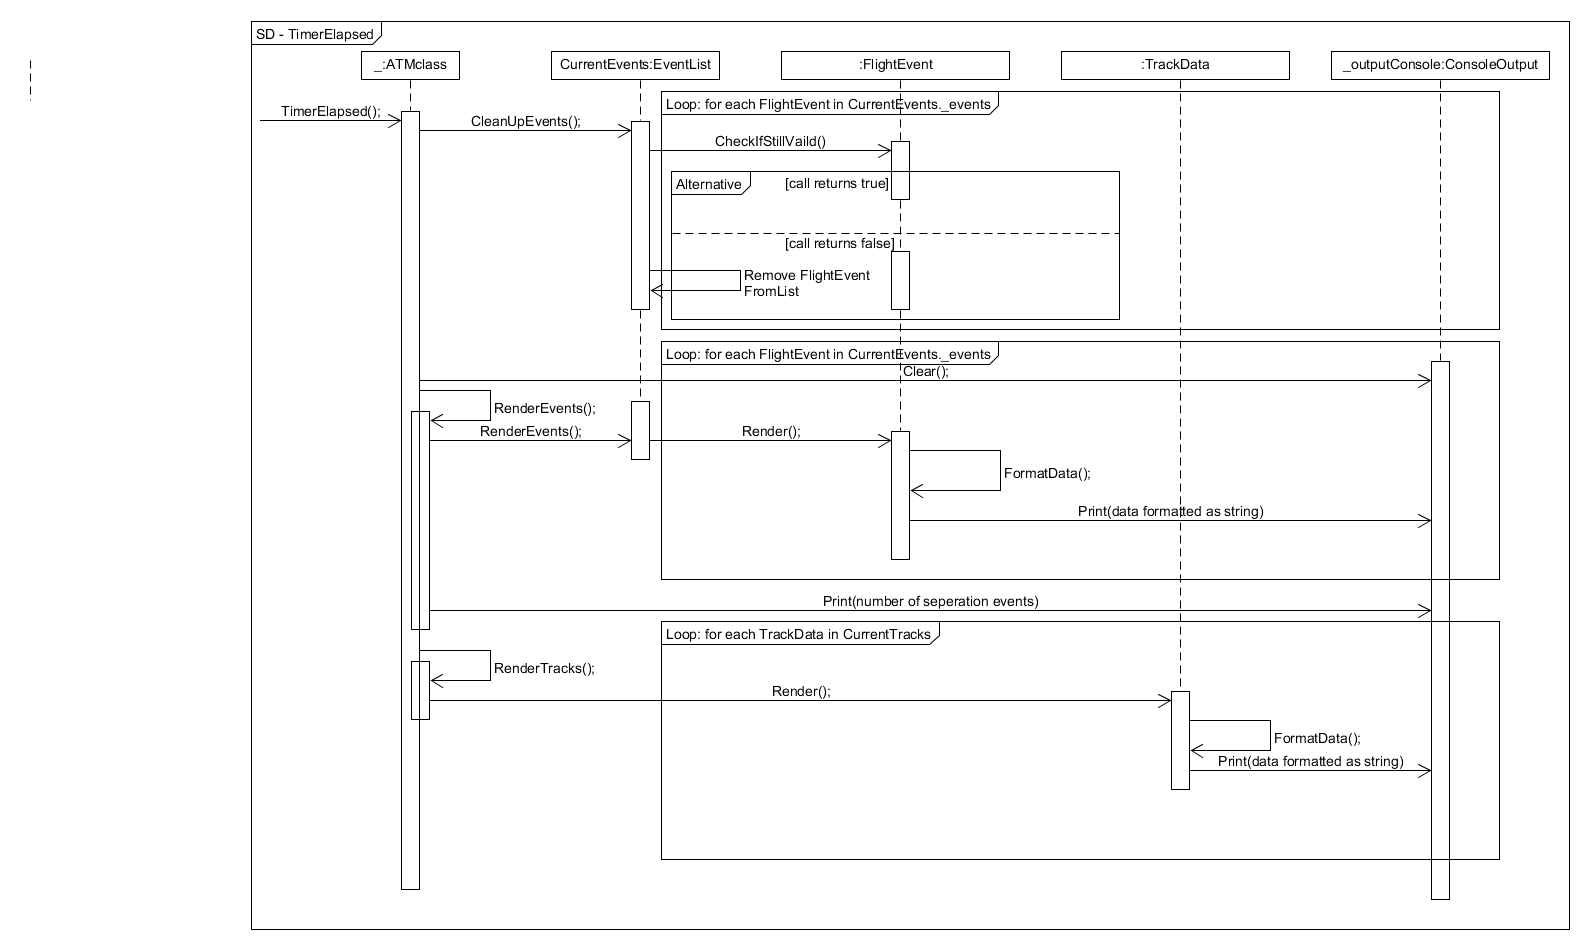 SD - TimerElapsed
_:ATMclass
CurrentEvents:EventList
:FlightEvent
:TrackData
_outputConsole:ConsoleOutput
Loop: for each FlightEvent in CurrentEvents._events
TimerElapsed();
CleanUpEvents();
CheckIfStillVaild()
Alternative
[call returns true]
[call returns false]
Remove FlightEvent
FromList
Loop: for each FlightEvent in CurrentEvents._events
Clear();
RenderEvents();
RenderEvents();
Render();
FormatData();
Print(data formatted as string)
Print(number of seperation events)
Loop: for each TrackData in CurrentTracks
RenderTracks();
Render();
FormatData();
Print(data formatted as string)